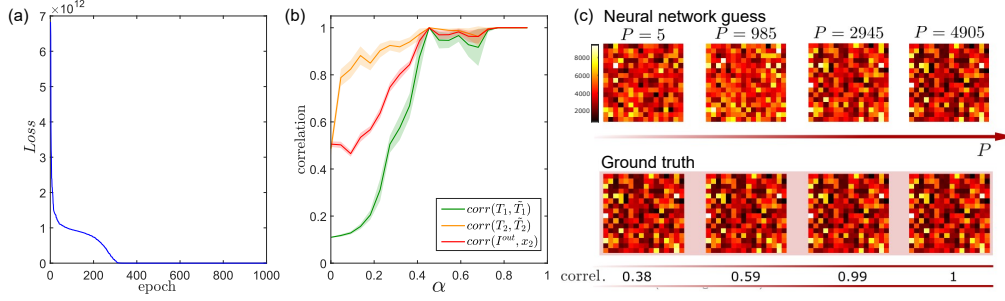 (a)
7
×10^12
6
5
4
3
2
1
0
0
200
400
600
800
1000
Loss
epoch
(b)
1
0.8
0.6
0.4
0.2
0
0
0.2
0.4
0.6
0.8
1
correlation
α
corr(T₁, T̃₁)
corr(T₂, T̃₂)
corr(I^out, x₂)
(c)
Neural network guess
P = 5 P = 985 P = 2945 P = 4905
8000
6000
4000
2000
P
Ground truth
correl. 0.38 0.59 0.99 1